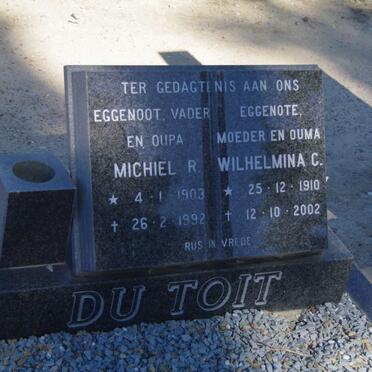 TER GEDAGTENIS AAN ONS
EGGENOOT, VADER
EN OUPA
MICHIEL R.
★ 4·1·1903
† 26·2·1992
EGGENOTE,
MOEDER EN OUMA
WILHELMINA C.
★ 25·12·1910
† 12·10·2002
RUS IN VREDE
DU TOIT